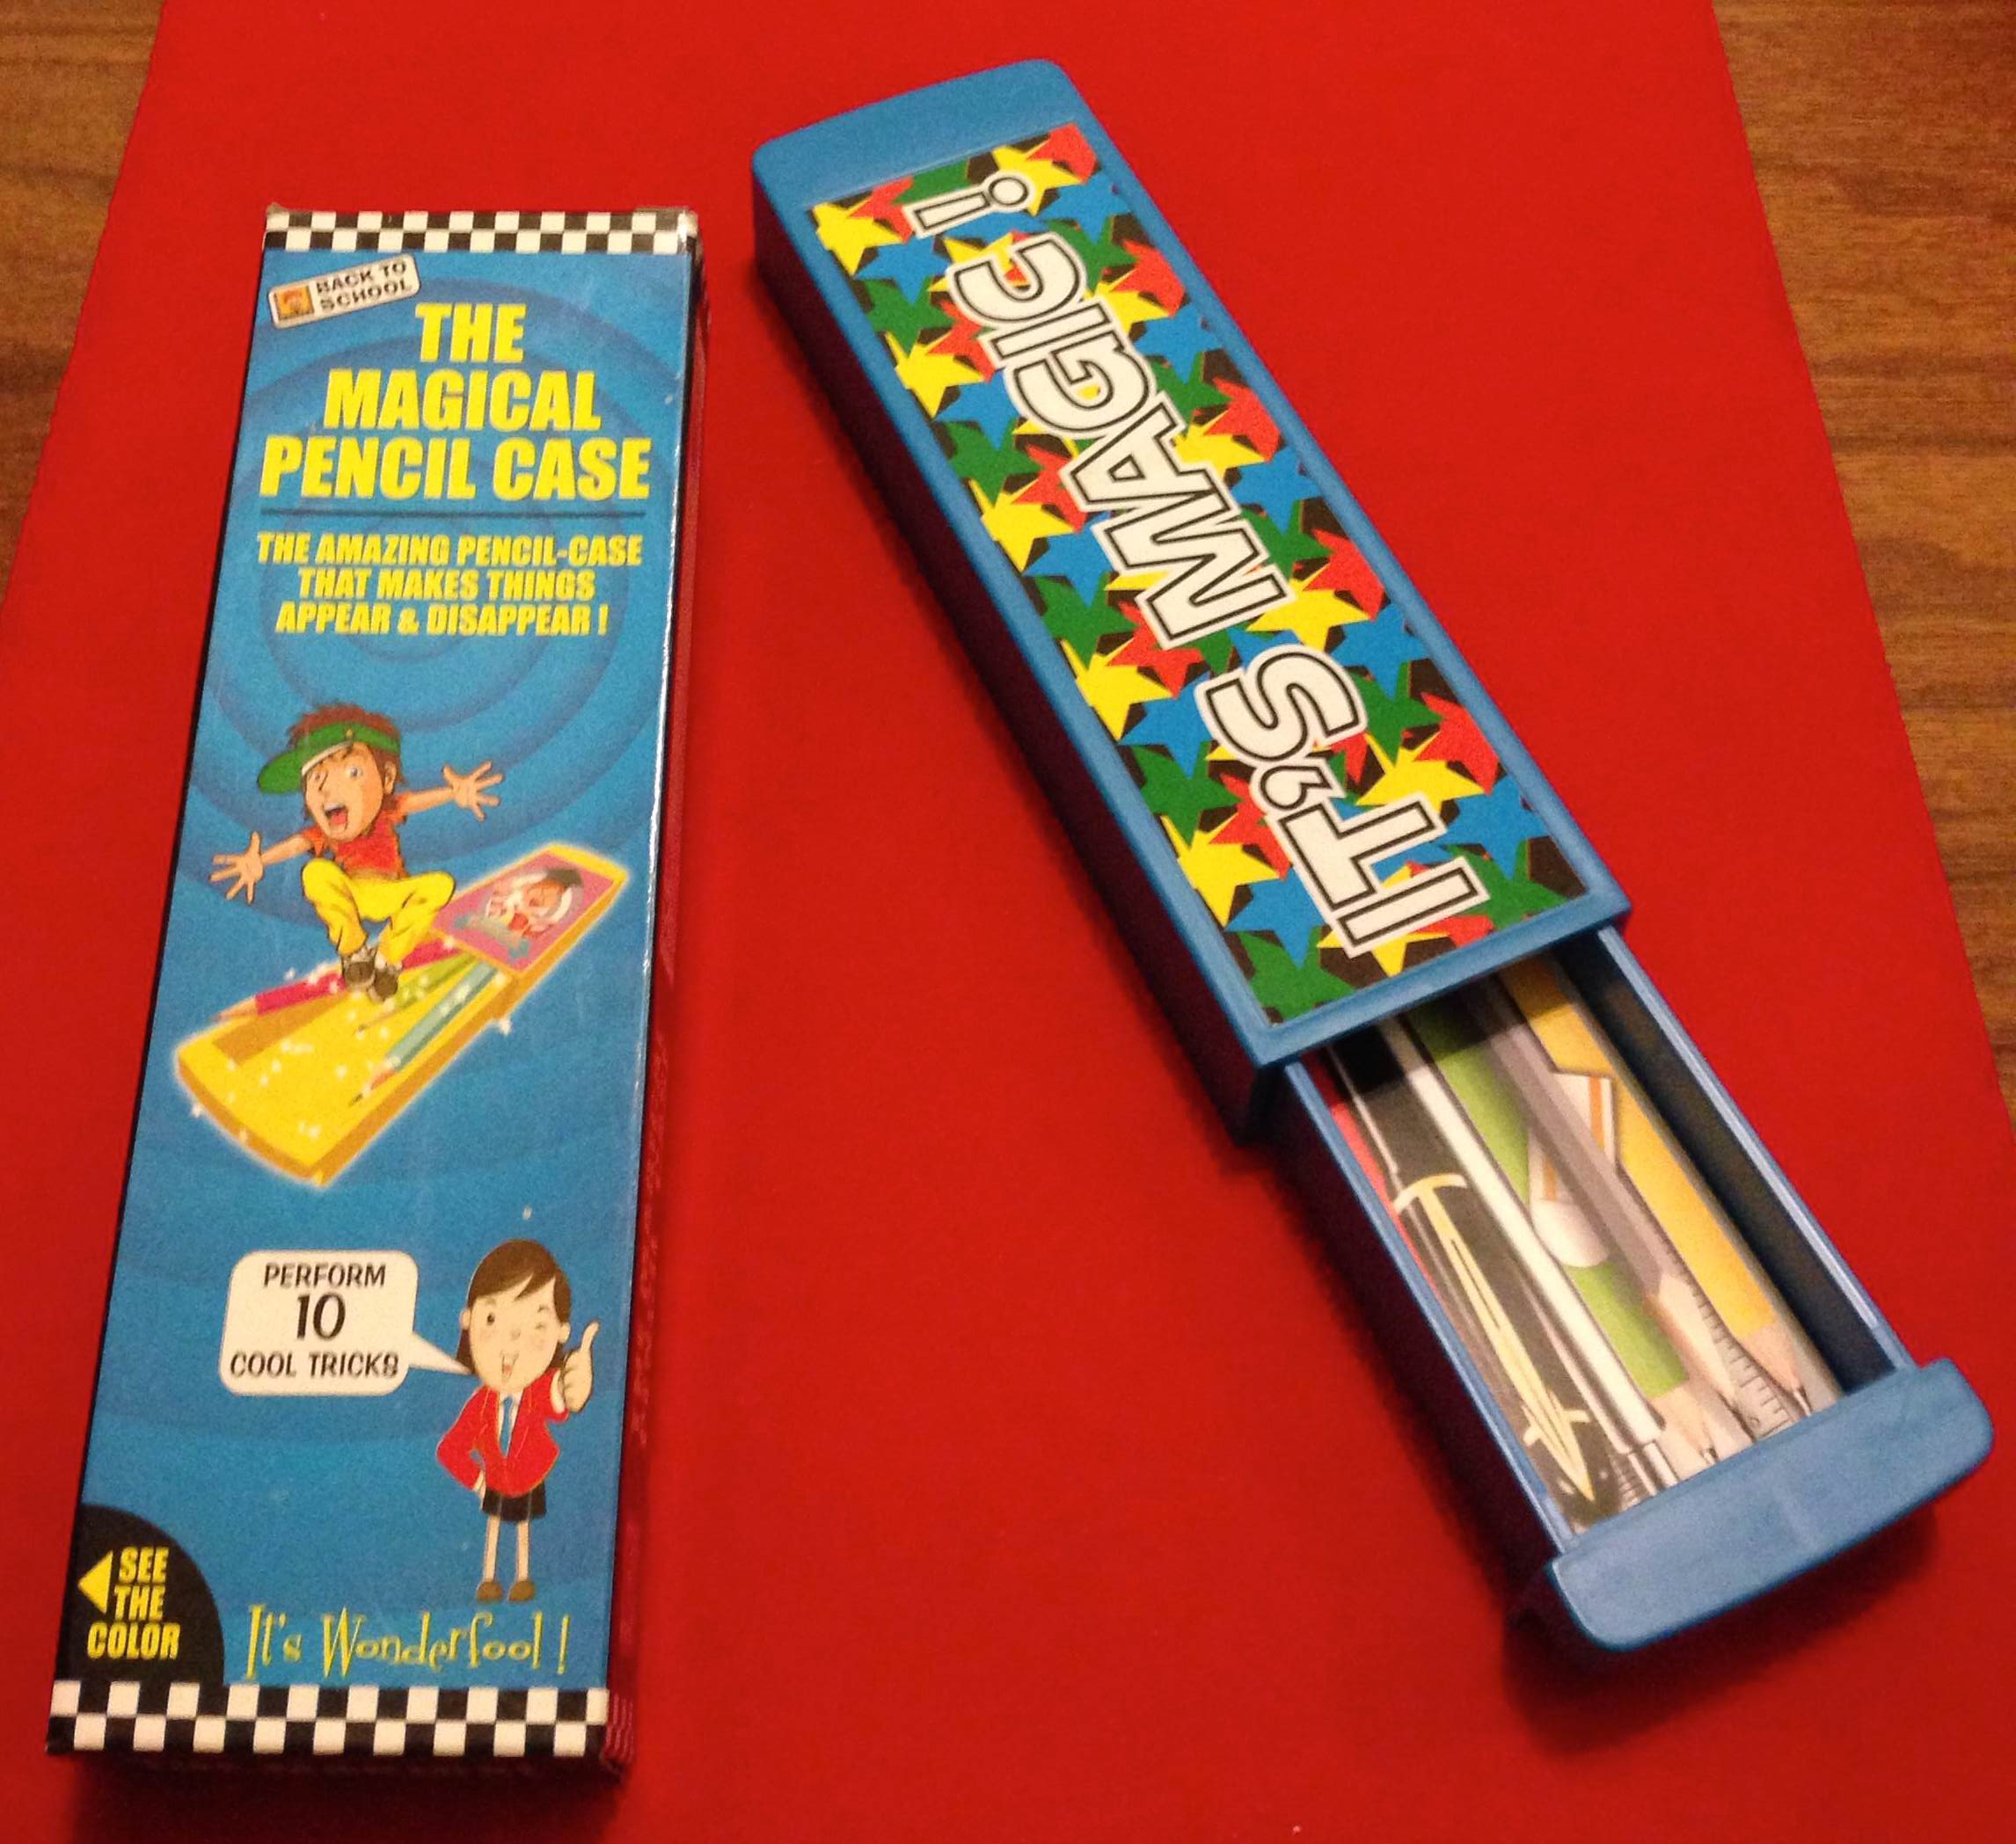 BACK TO
SCHOOL
THE
MAGICAL
PENCIL CASE
THE AMAZING PENCIL-CASE
THAT MAKES THINGS
APPEAR & DISAPPEAR !
PERFORM
10
COOL TRICKS
SEE
THE
COLOR
It's Wonderfool !
IT'S MAGIC !